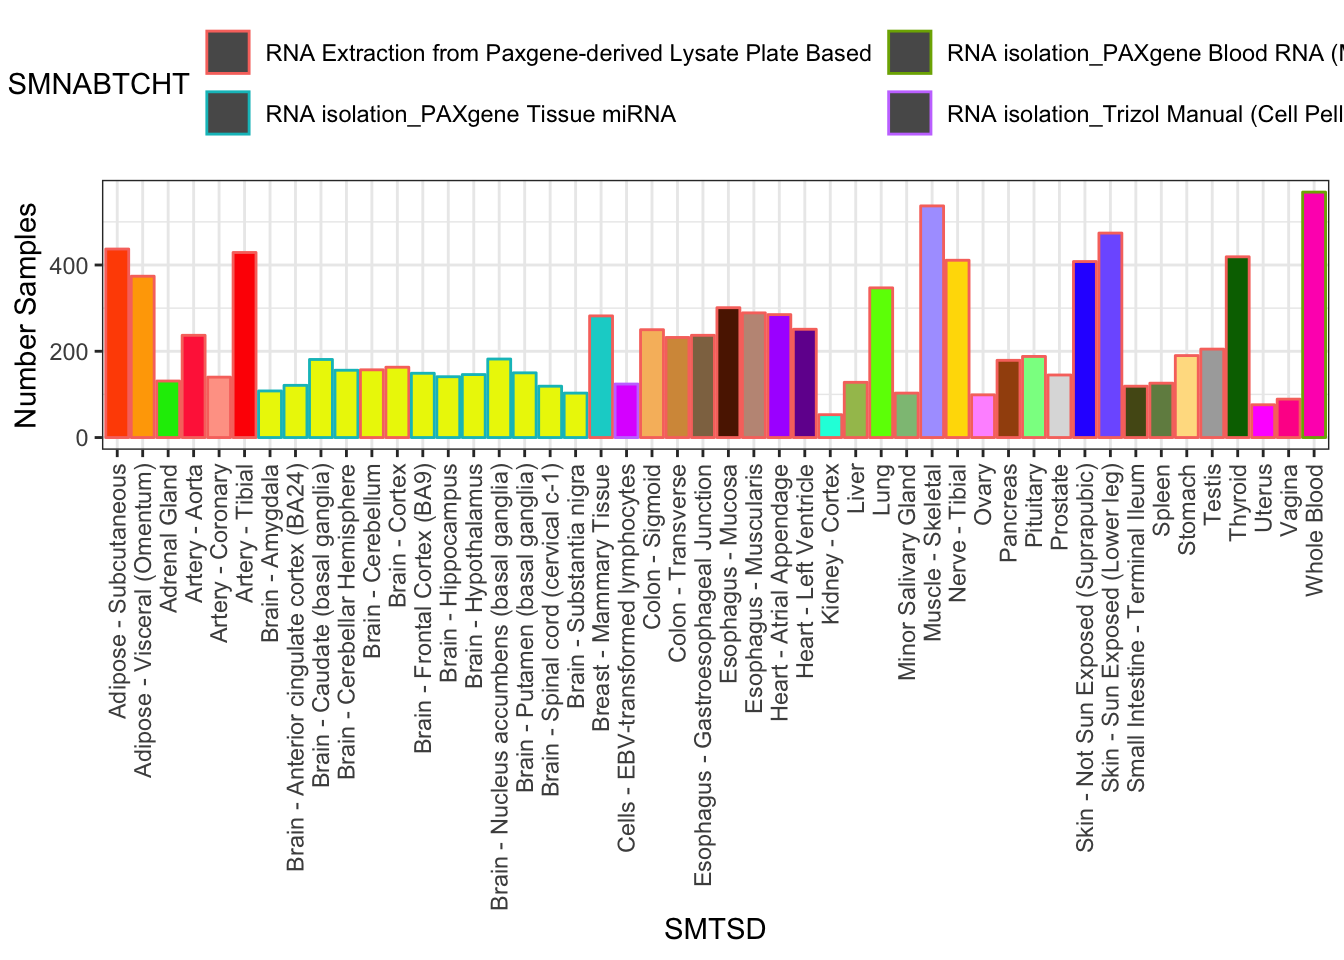 SMNABTCHT
RNA Extraction from Paxgene-derived Lysate Plate Based
RNA isolation_PAXgene Blood RNA (
RNA isolation_PAXgene Tissue miRNA
RNA isolation_Trizol Manual (Cell Pell
Number Samples
400
200
0
Adipose - Subcutaneous
Adipose - Visceral (Omentum)
Adrenal Gland
Artery - Aorta
Artery - Coronary
Artery - Tibial
Brain - Amygdala
Brain - Anterior cingulate cortex (BA24)
Brain - Caudate (basal ganglia)
Brain - Cerebellar Hemisphere
Brain - Cerebellum
Brain - Cortex
Brain - Frontal Cortex (BA9)
Brain - Hippocampus
Brain - Hypothalamus
Brain - Nucleus accumbens (basal ganglia)
Brain - Putamen (basal ganglia)
Brain - Spinal cord (cervical c-1)
Brain - Substantia nigra
Breast - Mammary Tissue
Cells - EBV-transformed lymphocytes
Colon - Sigmoid
Colon - Transverse
Esophagus - Gastroesophageal Junction
Esophagus - Mucosa
Esophagus - Muscularis
Heart - Atrial Appendage
Heart - Left Ventricle
Kidney - Cortex
Liver
Lung
Minor Salivary Gland
Muscle - Skeletal
Nerve - Tibial
Ovary
Pancreas
Pituitary
Prostate
Skin - Not Sun Exposed (Suprapubic)
Skin - Sun Exposed (Lower leg)
Small Intestine - Terminal Ileum
Spleen
Stomach
Testis
Thyroid
Uterus
Vagina
Whole Blood
SMTSD